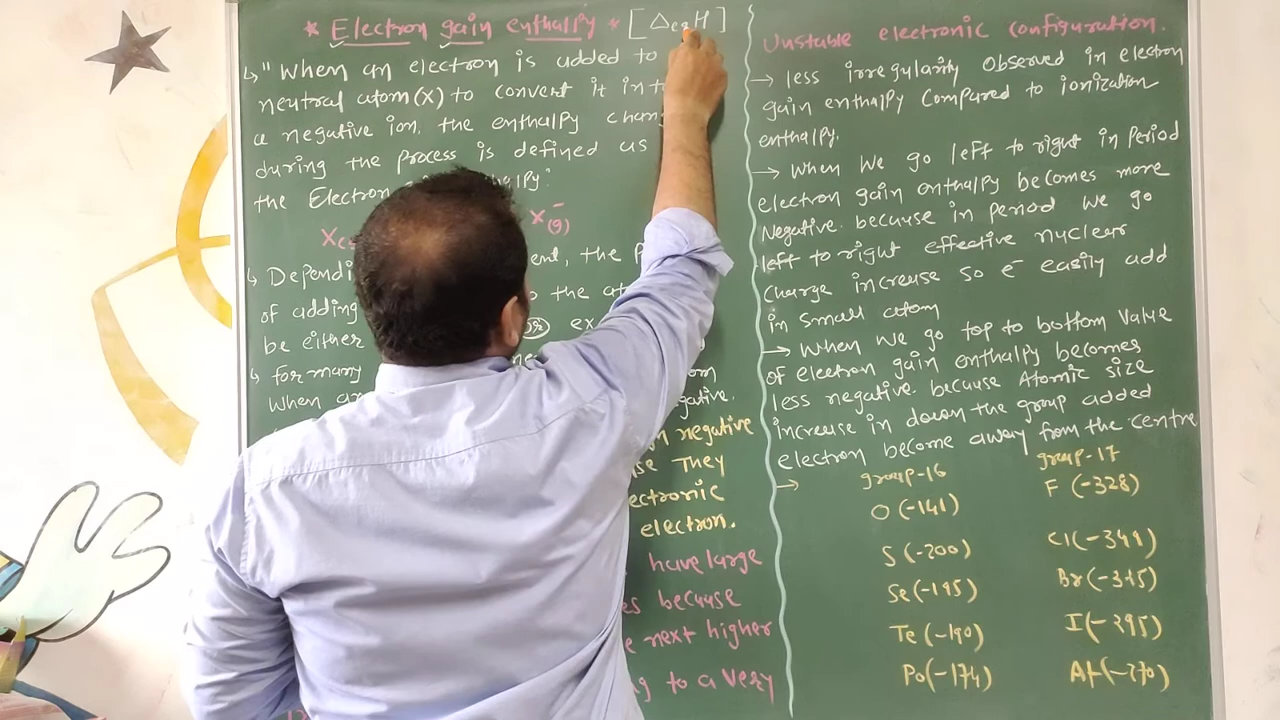 * Electron gain enthalpy * [ΔegH]
↳ "When an electron is added to
neutral atom(X) to convert it int
a negative ion. the enthalpy chan
during the process is defined as
the Electron alpy"
X⁻(g)
↳ Depend ent, the
of adding the at
be either ex
↳ for many
When a gative.
n negative
se They
ectronic
electron.
have large
es because
e next higher
g to a very
Unstable electronic configuration.
→ less irregularity observed in electron
gain enthalpy compared to ionization
enthalpy.
→ When we go left to right in period
electron gain enthalpy becomes more
Negative. because in period we go
left to right effective nuclear
charge increase so e⁻ easily add
in small atom
→ When we go top to bottom value
of electron gain enthalpy becomes
less negative. because Atomic size
increase in down the group added
electron become away from the centre
→ group-16 group-17
O (-141) F (-328)
S (-200) Cl (-349)
Se (-195) Br (-325)
Te (-190) I (-295)
Po (-174) At (-270)